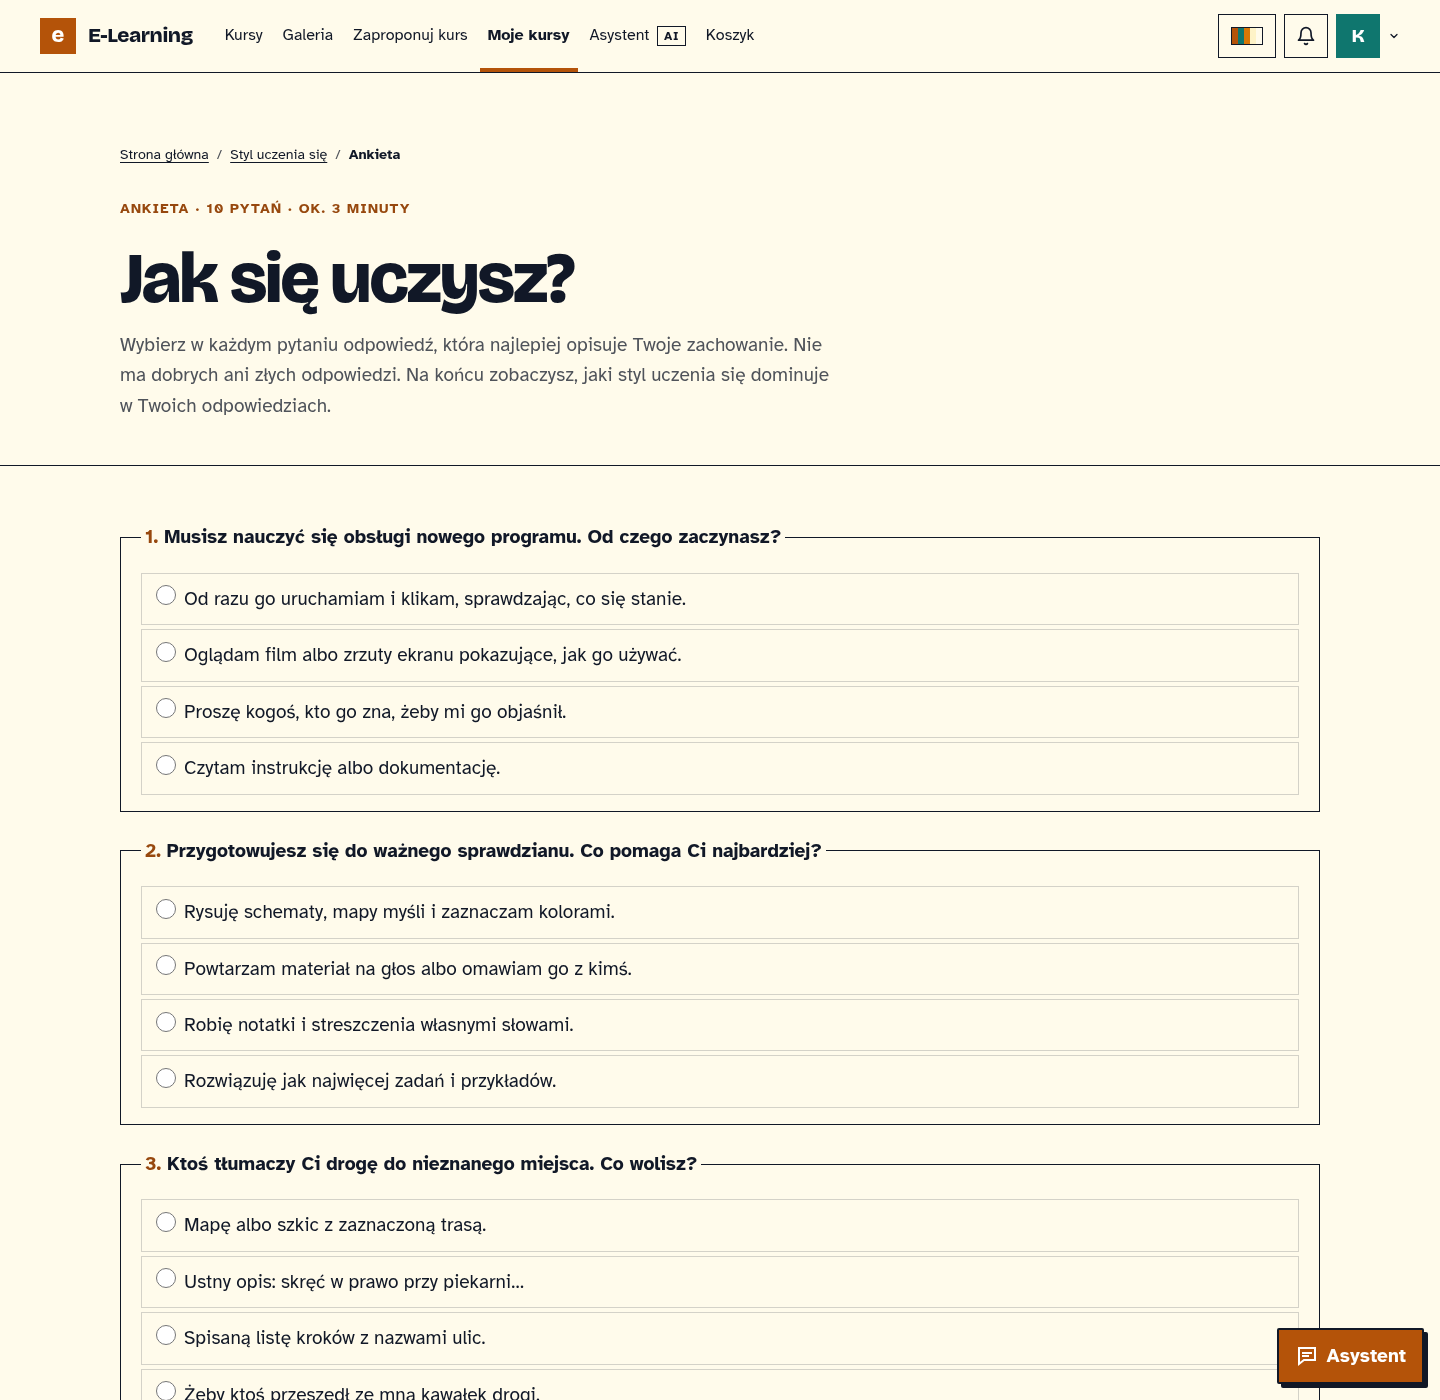 e E-Learning Kursy Galeria Zaproponuj kurs Moje kursy Asystent AI Koszyk K
Strona główna / Styl uczenia się / Ankieta
ANKIETA · 10 PYTAŃ · OK. 3 MINUTY
Jak się uczysz?
Wybierz w każdym pytaniu odpowiedź, która najlepiej opisuje Twoje zachowanie. Nie
ma dobrych ani złych odpowiedzi. Na końcu zobaczysz, jaki styl uczenia się dominuje
w Twoich odpowiedziach.
1. Musisz nauczyć się obsługi nowego programu. Od czego zaczynasz?
Od razu go uruchamiam i klikam, sprawdzając, co się stanie.
Oglądam film albo zrzuty ekranu pokazujące, jak go używać.
Proszę kogoś, kto go zna, żeby mi go objaśnił.
Czytam instrukcję albo dokumentację.
2. Przygotowujesz się do ważnego sprawdzianu. Co pomaga Ci najbardziej?
Rysuję schematy, mapy myśli i zaznaczam kolorami.
Powtarzam materiał na głos albo omawiam go z kimś.
Robię notatki i streszczenia własnymi słowami.
Rozwiązuję jak najwięcej zadań i przykładów.
3. Ktoś tłumaczy Ci drogę do nieznanego miejsca. Co wolisz?
Mapę albo szkic z zaznaczoną trasą.
Ustny opis: skręć w prawo przy piekarni…
Spisaną listę kroków z nazwami ulic.
Żeby ktoś przeszedł ze mną kawałek drogi.
Asystent